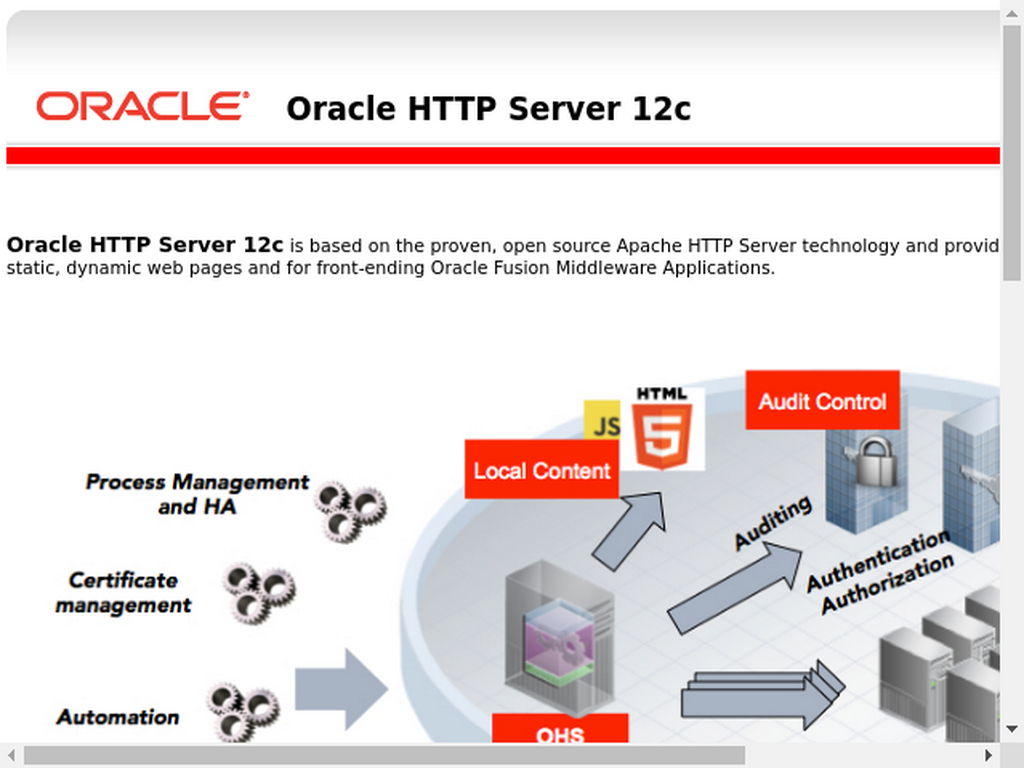 ORACLE® Oracle HTTP Server 12c
Oracle HTTP Server 12c is based on the proven, open source Apache HTTP Server technology and provid
static, dynamic web pages and for front-ending Oracle Fusion Middleware Applications.
HTML
5
JS
Audit Control
Local Content
Process Management
and HA
Auditing
Authentication
Authorization
Certificate
management
Automation
OHS